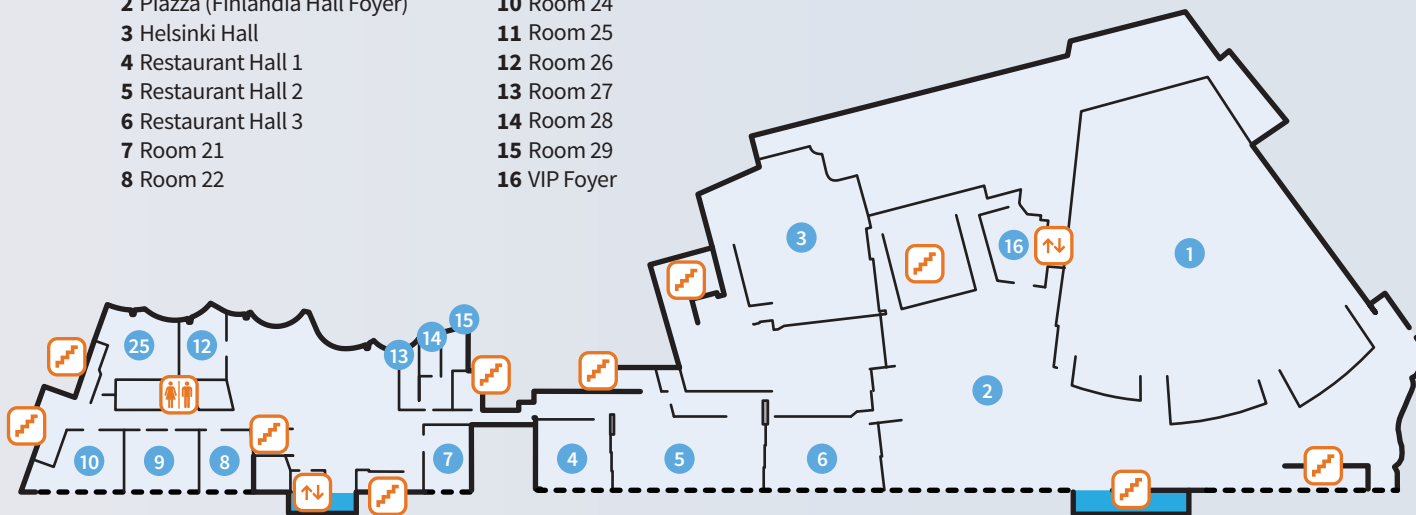 2 Piazza (Finlandia Hall Foyer)
3 Helsinki Hall
4 Restaurant Hall 1
5 Restaurant Hall 2
6 Restaurant Hall 3
7 Room 21
8 Room 22
10 Room 24
11 Room 25
12 Room 26
13 Room 27
14 Room 28
15 Room 29
16 VIP Foyer
3
16
1
15
14
13
25
12
2
10
9
8
7
4
5
6